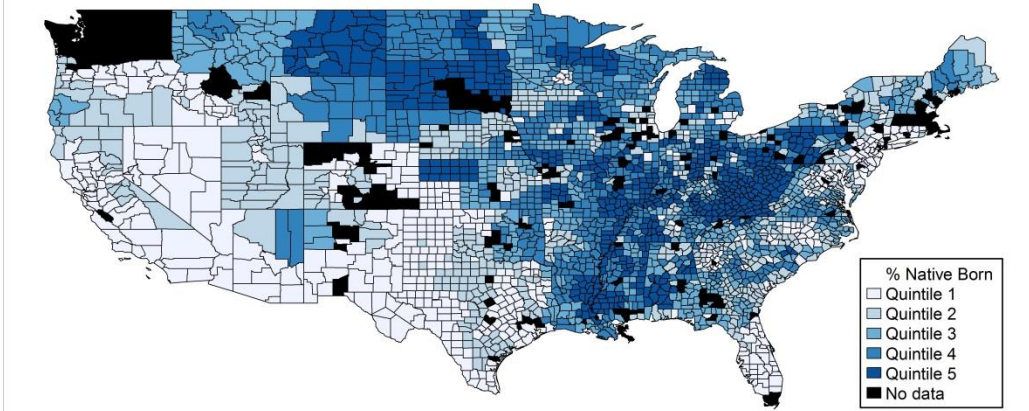 % Native Born
Quintile 1
Quintile 2
Quintile 3
Quintile 4
Quintile 5
No data